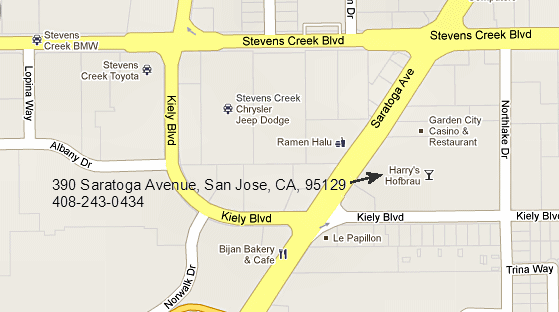 Computers
Stevens
Creek BMW
Stevens Creek Blvd
Stevens Creek Blvd
Stevens
Creek Toyota
Lopina Way
Kiely Blvd
Saratoga Ave
Stevens Creek
Chrysler
Jeep Dodge
Garden City
Casino &
Restaurant
Northlake Dr
Ramen Halu
Albany Dr
Harry's
Hofbrau
390 Saratoga Avenue, San Jose, CA, 95129
408-243-0434
Kiely Blvd
Kiely Blvd
Kiely Blvd
Le Papillon
Bijan Bakery
& Cafe
Norwalk Dr
Trina Way